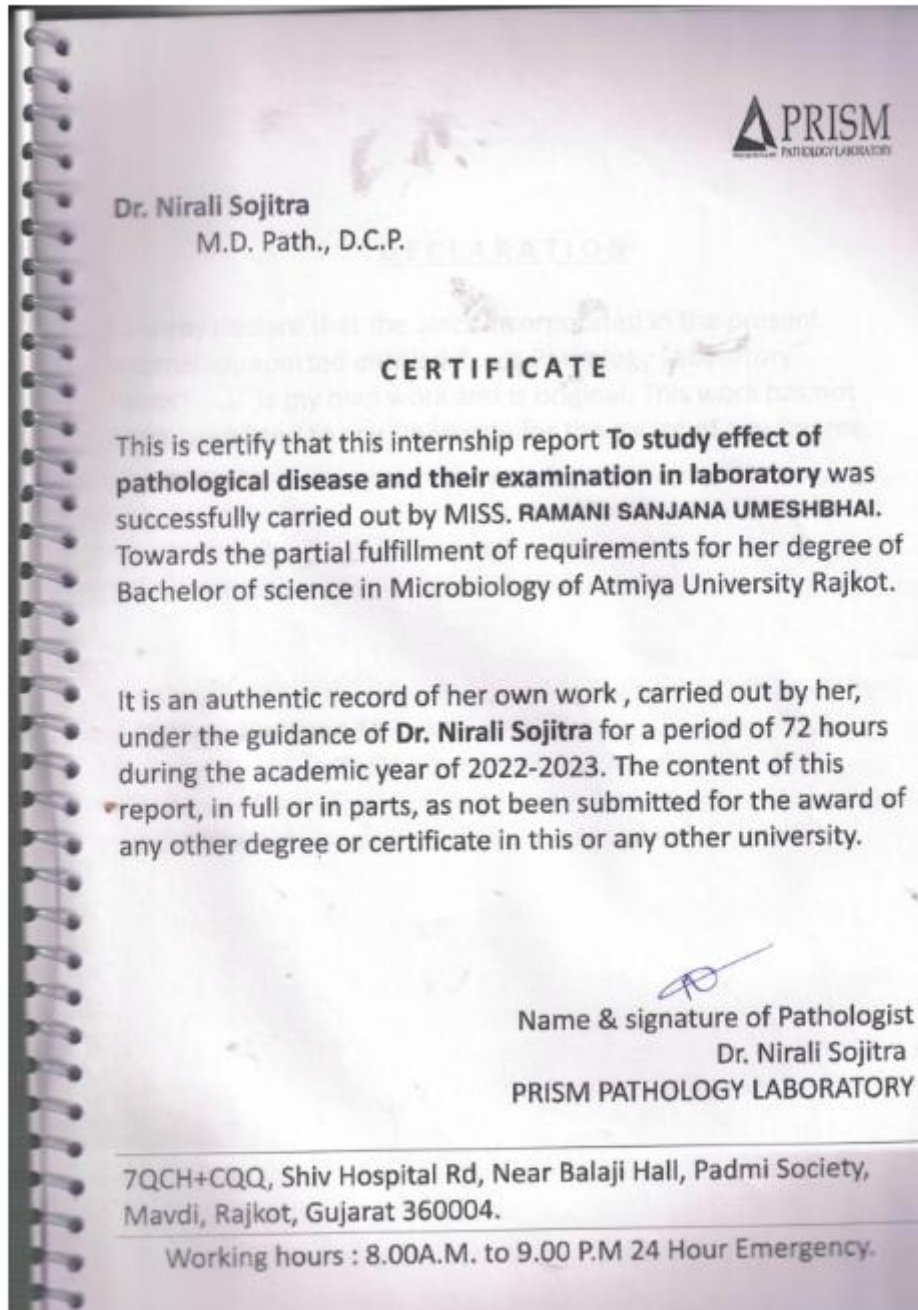 PRISM
PATHOLOGY LABORATORY
Dr. Nirali Sojitra
M.D. Path., D.C.P.
DECLARATION
CERTIFICATE
This is certify that this internship report To study effect of
pathological disease and their examination in laboratory was
successfully carried out by MISS. RAMANI SANJANA UMESHBHAI.
Towards the partial fulfillment of requirements for her degree of
Bachelor of science in Microbiology of Atmiya University Rajkot.
It is an authentic record of her own work , carried out by her,
under the guidance of Dr. Nirali Sojitra for a period of 72 hours
during the academic year of 2022-2023. The content of this
report, in full or in parts, as not been submitted for the award of
any other degree or certificate in this or any other university.
Name & signature of Pathologist
Dr. Nirali Sojitra
PRISM PATHOLOGY LABORATORY
7QCH+CQQ, Shiv Hospital Rd, Near Balaji Hall, Padmi Society,
Mavdi, Rajkot, Gujarat 360004.
Working hours : 8.00A.M. to 9.00 P.M 24 Hour Emergency.